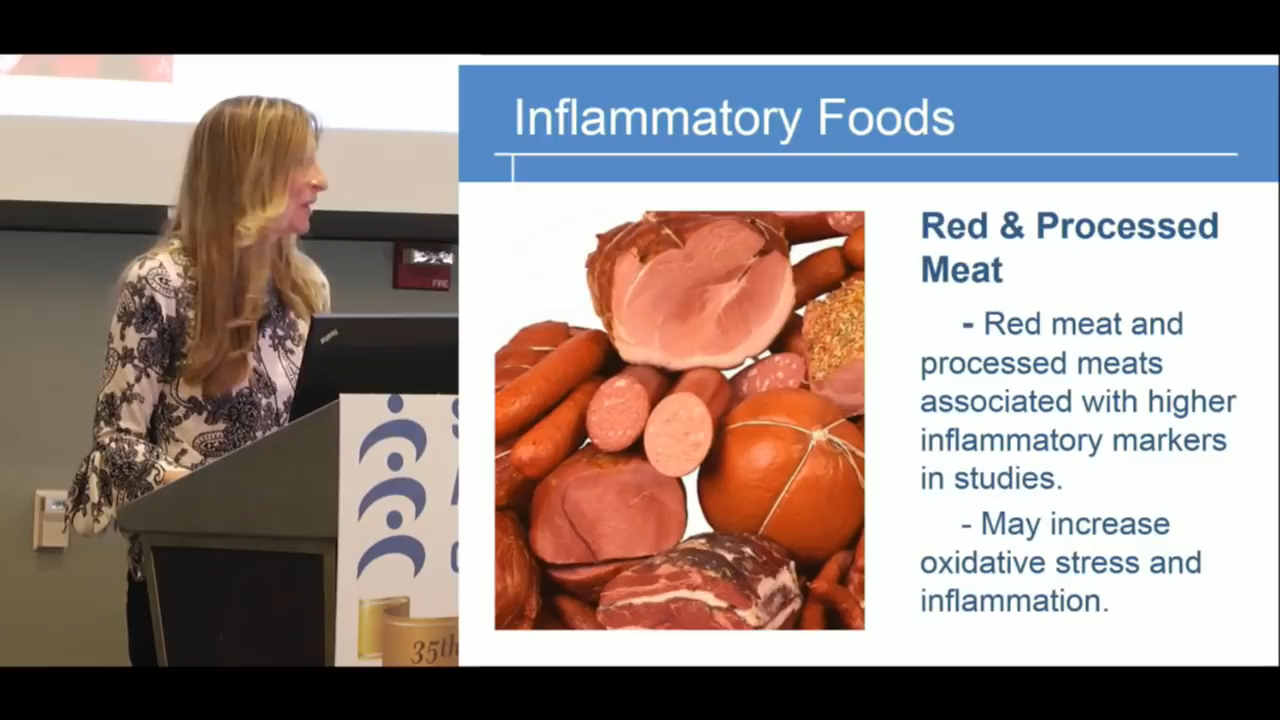 Inflammatory Foods
Red & Processed
Meat
- Red meat and
processed meats
associated with higher
inflammatory markers
in studies.
- May increase
oxidative stress and
inflammation.
FIRE
35th